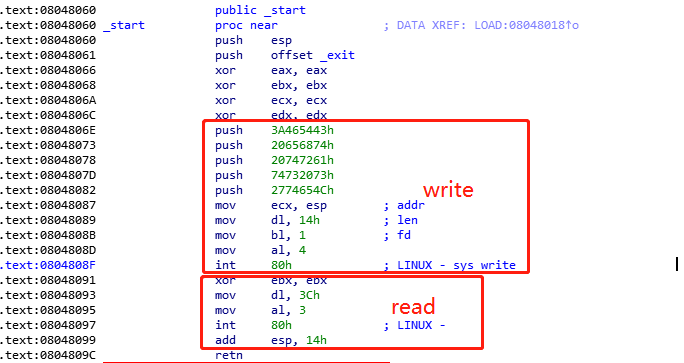 .text:08048060 public _start
.text:08048060 _start proc near ; DATA XREF: LOAD:08048018↑o
.text:08048060 push esp
.text:08048061 push offset _exit
.text:08048066 xor eax, eax
.text:08048068 xor ebx, ebx
.text:0804806A xor ecx, ecx
.text:0804806C xor edx, edx
.text:0804806E push 3A465443h
.text:08048073 push 20656874h
.text:08048078 push 20747261h
.text:0804807D push 74732073h
.text:08048082 push 2774654Ch
write
.text:08048087 mov ecx, esp ; addr
.text:08048089 mov dl, 14h ; len
.text:0804808B mov bl, 1 ; fd
.text:0804808D mov al, 4
.text:0804808F int 80h ; LINUX - sys_write
.text:08048091 xor ebx, ebx
.text:08048093 mov dl, 3Ch
.text:08048095 mov al, 3
read
.text:08048097 int 80h ; LINUX -
.text:08048099 add esp, 14h
.text:0804809C retn